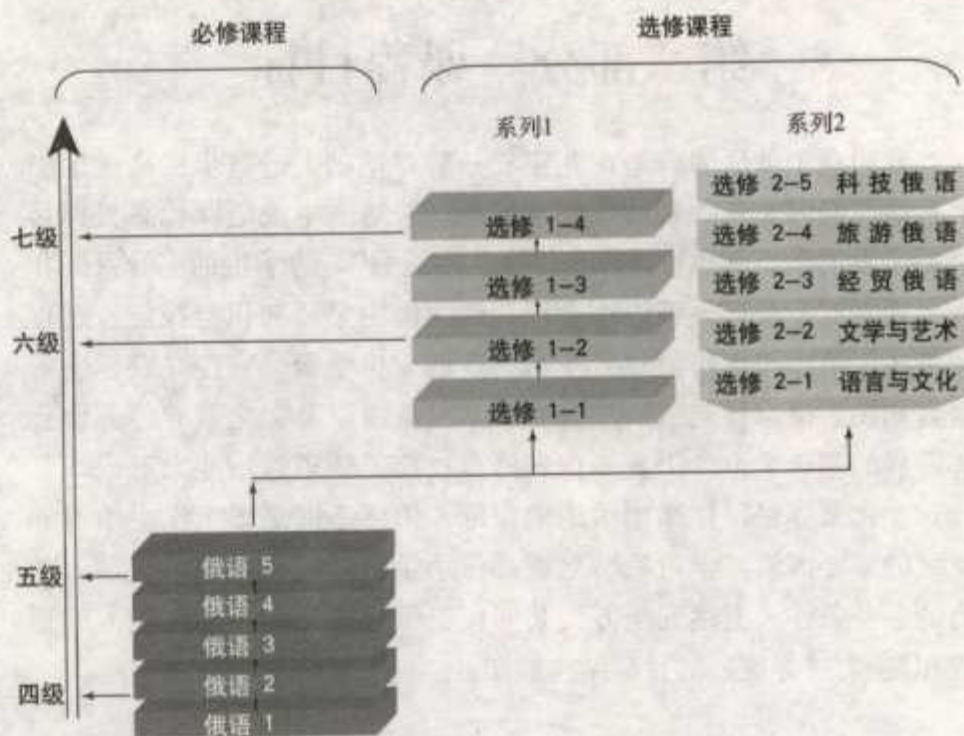 必修课程
选修课程
系列1
系列2
选修 2-5 科技俄语
七级
选修 1-4
选修 2-4 旅游俄语
选修 1-3
选修 2-3 经贸俄语
六级
选修 1-2
选修 2-2 文学与艺术
选修 1-1
选修 2-1 语言与文化
五级
俄语 5
俄语 4
俄语 3
四级
俄语 2
俄语 1